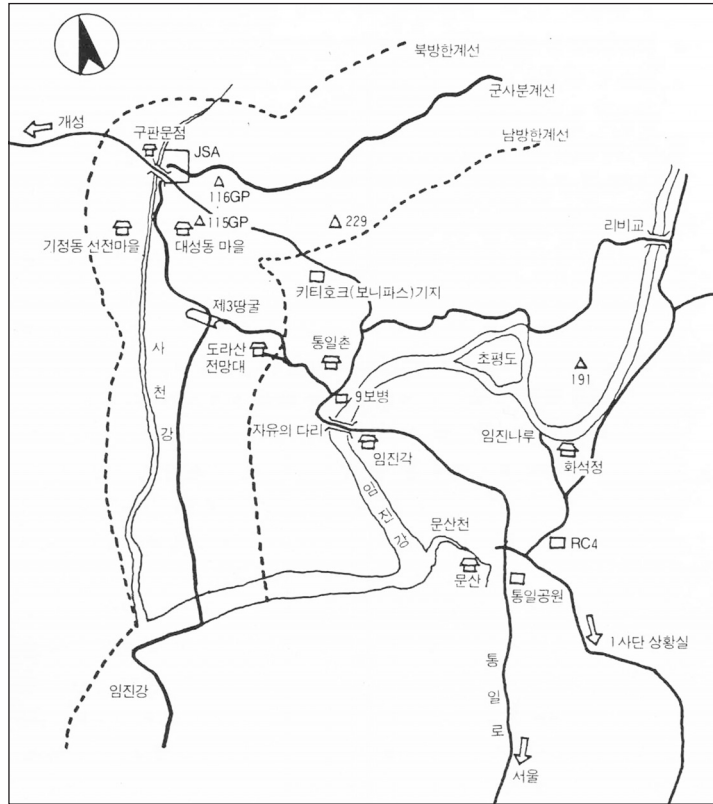 북방한계선
군사분계선
개성
구판문점
남방한계선
JSA
116GP
115GP
229
리비교
기정동 선전마을
대성동 마을
키티호크(보니파스)기지
제3땅굴
사천강
도라산
전망대
통일촌
초평도
191
9보병
자유의 다리
임진나루
임진각
화석정
임진강
문산천
RC4
문산
통일공원
1사단 상황실
임진강
통일로
서울